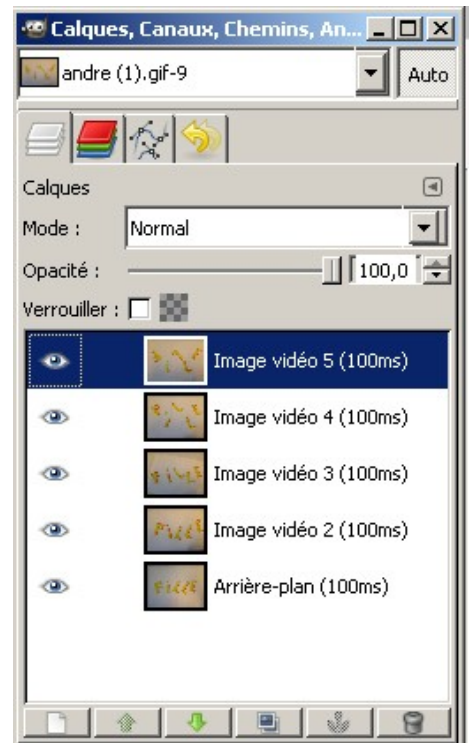 Calques, Canaux, Chemins, An...
andre (1).gif-9
Auto
Calques
Mode :
Normal
Opacité :
100,0
Verrouiller :
Image vidéo 5 (100ms)
Image vidéo 4 (100ms)
Image vidéo 3 (100ms)
Image vidéo 2 (100ms)
Arrière-plan (100ms)